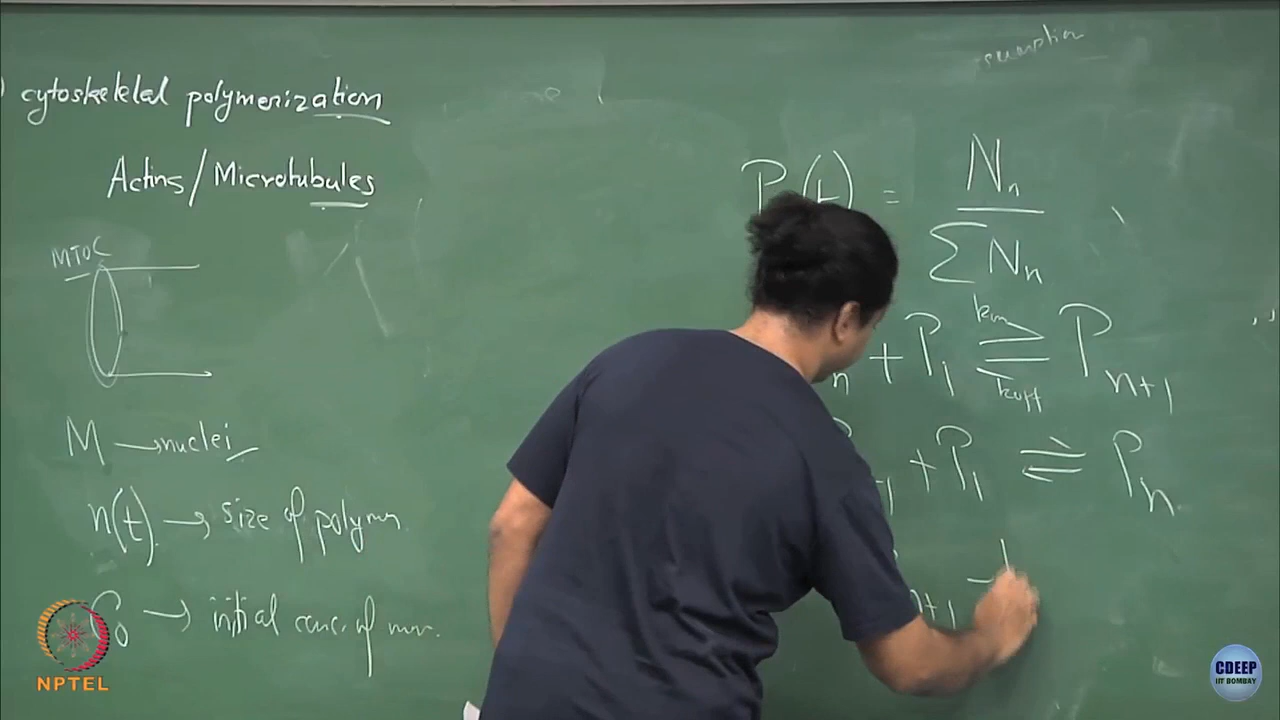 cytoskeletal polymerization
Actins / Microtubules
MTOC
M → nuclei
n(t) → size of polymer
C₀ → initial conc. of mon.
P (t) = Nₙ / Σ Nₙ
n + P₁ ⇌ Pₙ₊₁
kon
koff
+ P₁ ⇌ Pₙ
n+1 +
NPTEL
CDEEP
IIT BOMBAY